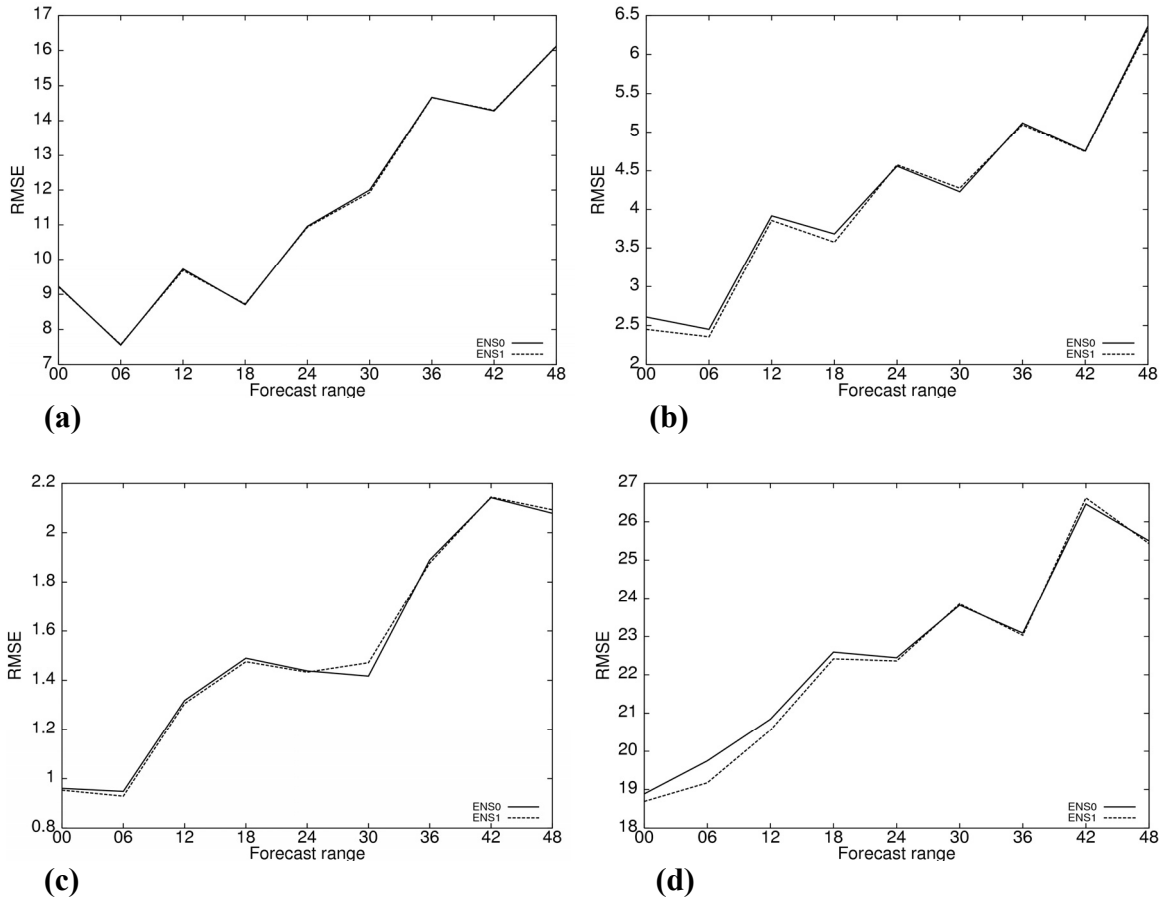 17
16
15
14
13
12
11
10
9
8
7
RMSE
ENS0
ENS1
00 06 12 18 24 30 36 42 48
Forecast range
(a)
6.5
6
5.5
5
4.5
4
3.5
3
2.5
2
RMSE
ENS0
ENS1
00 06 12 18 24 30 36 42 48
Forecast range
(b)
2.2
2
1.8
1.6
1.4
1.2
1
0.8
RMSE
ENS0
ENS1
00 06 12 18 24 30 36 42 48
Forecast range
(c)
27
26
25
24
23
22
21
20
19
18
RMSE
ENS0
ENS1
00 06 12 18 24 30 36 42 48
Forecast range
(d)